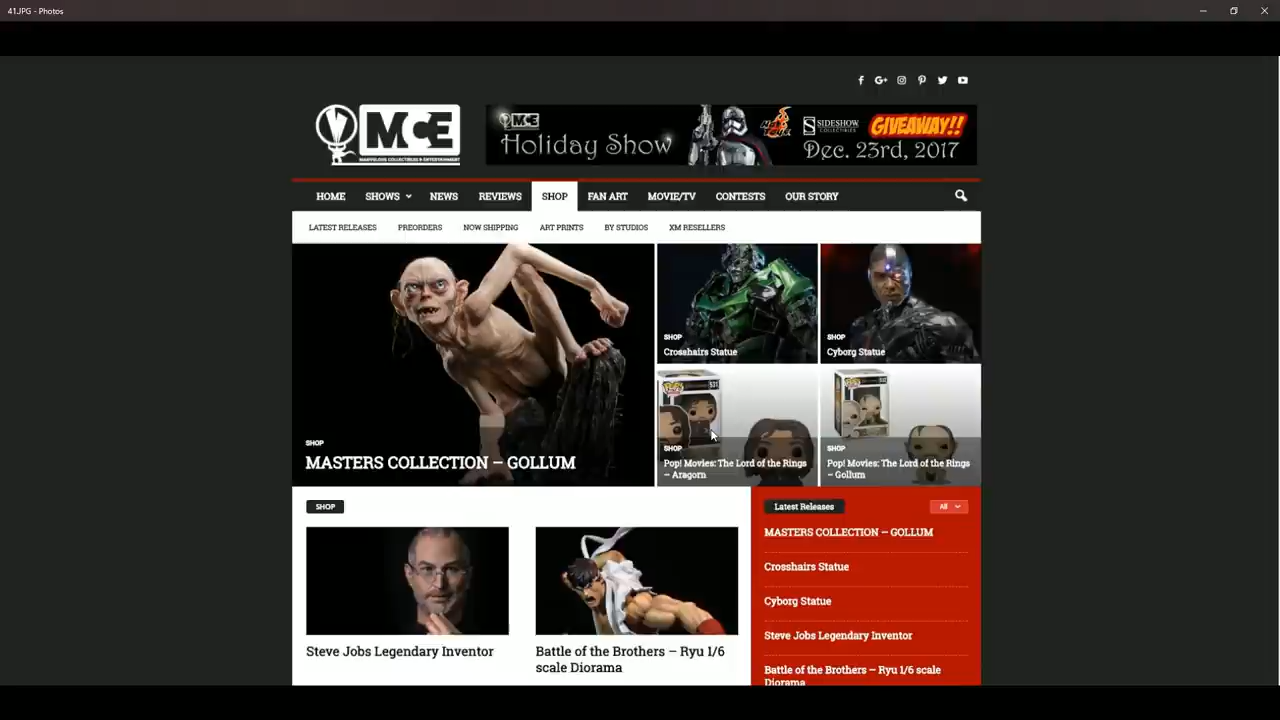 41.JPG - Photos
MCE
MARVELOUS COLLECTIBLES & ENTERTAINMENT
MCE
Holiday Show
HOT TOYS
SIDESHOW
COLLECTIBLES
GIVEAWAY!!
Dec. 23rd, 2017
HOME SHOWS NEWS REVIEWS SHOP FAN ART MOVIE/TV CONTESTS OUR STORY
LATEST RELEASES PREORDERS NOW SHIPPING ART PRINTS BY STUDIOS XM RESELLERS
SHOP
MASTERS COLLECTION – GOLLUM
SHOP
Crosshairs Statue
SHOP
Cyborg Statue
POP!
531
SHOP
Pop! Movies: The Lord of the Rings
– Aragorn
532
SHOP
Pop! Movies: The Lord of the Rings
– Gollum
SHOP
Steve Jobs Legendary Inventor
Battle of the Brothers – Ryu 1/6
scale Diorama
Latest Releases All
MASTERS COLLECTION – GOLLUM
Crosshairs Statue
Cyborg Statue
Steve Jobs Legendary Inventor
Battle of the Brothers – Ryu 1/6 scale
Diorama